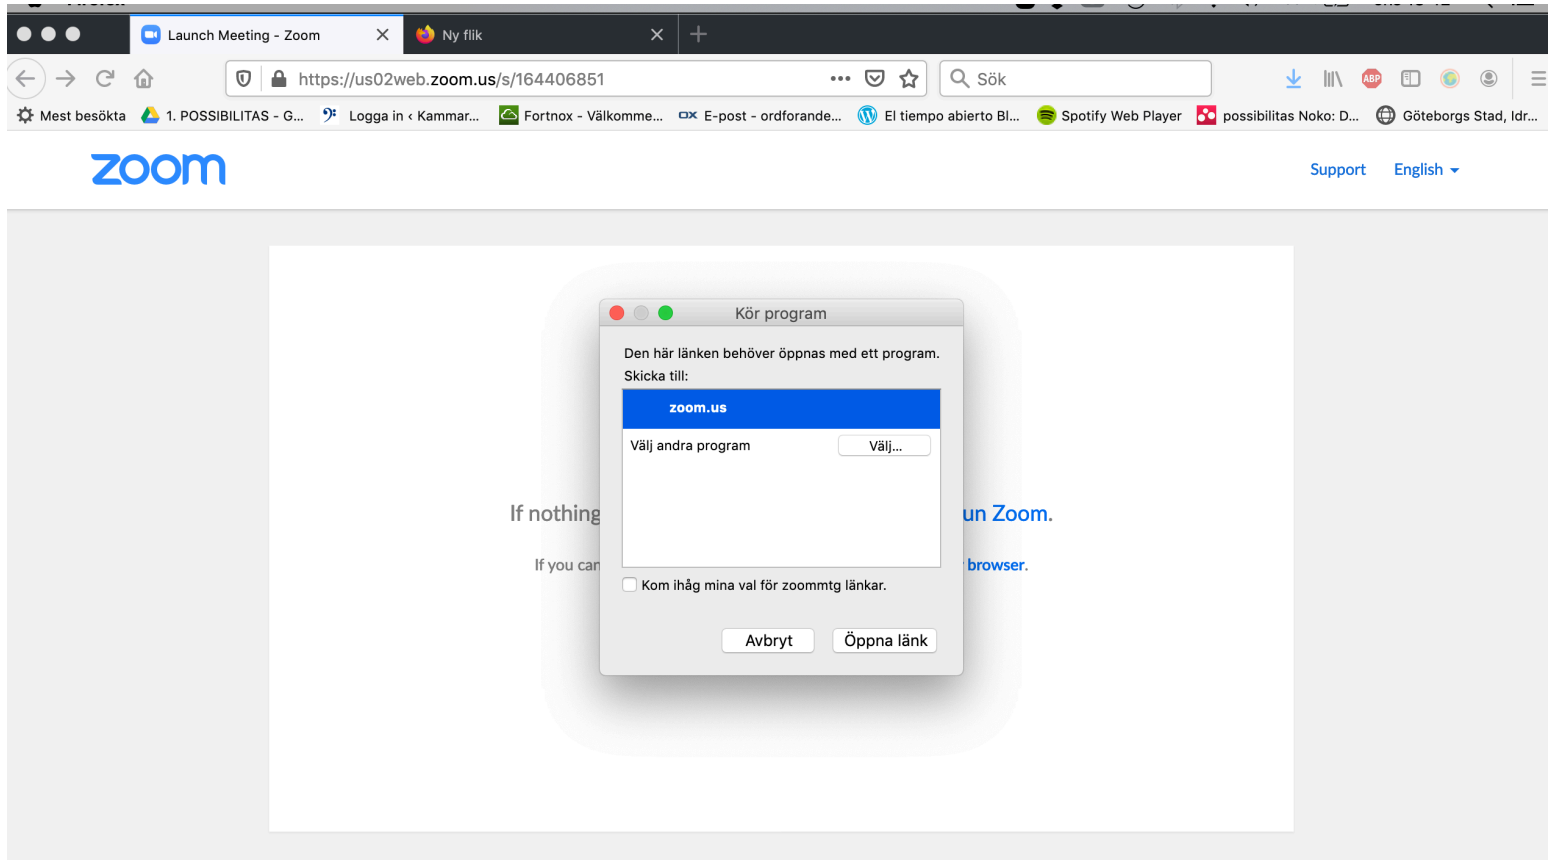 Launch Meeting - Zoom
Ny flik
https://us02web.zoom.us/s/164406851
Sök
ABP
Mest besökta
1. POSSIBILITAS - G...
Logga in ‹ Kammar...
Fortnox - Välkomme...
OX E-post - ordforande...
El tiempo abierto Bl...
Spotify Web Player
possibilitas Noko: D...
Göteborgs Stad, Idr...
zoom
Support
English
Kör program
Den här länken behöver öppnas med ett program.
Skicka till:
zoom.us
Välj andra program
Välj...
If nothing
un Zoom.
If you can
browser.
Kom ihåg mina val för zoommtg länkar.
Avbryt
Öppna länk